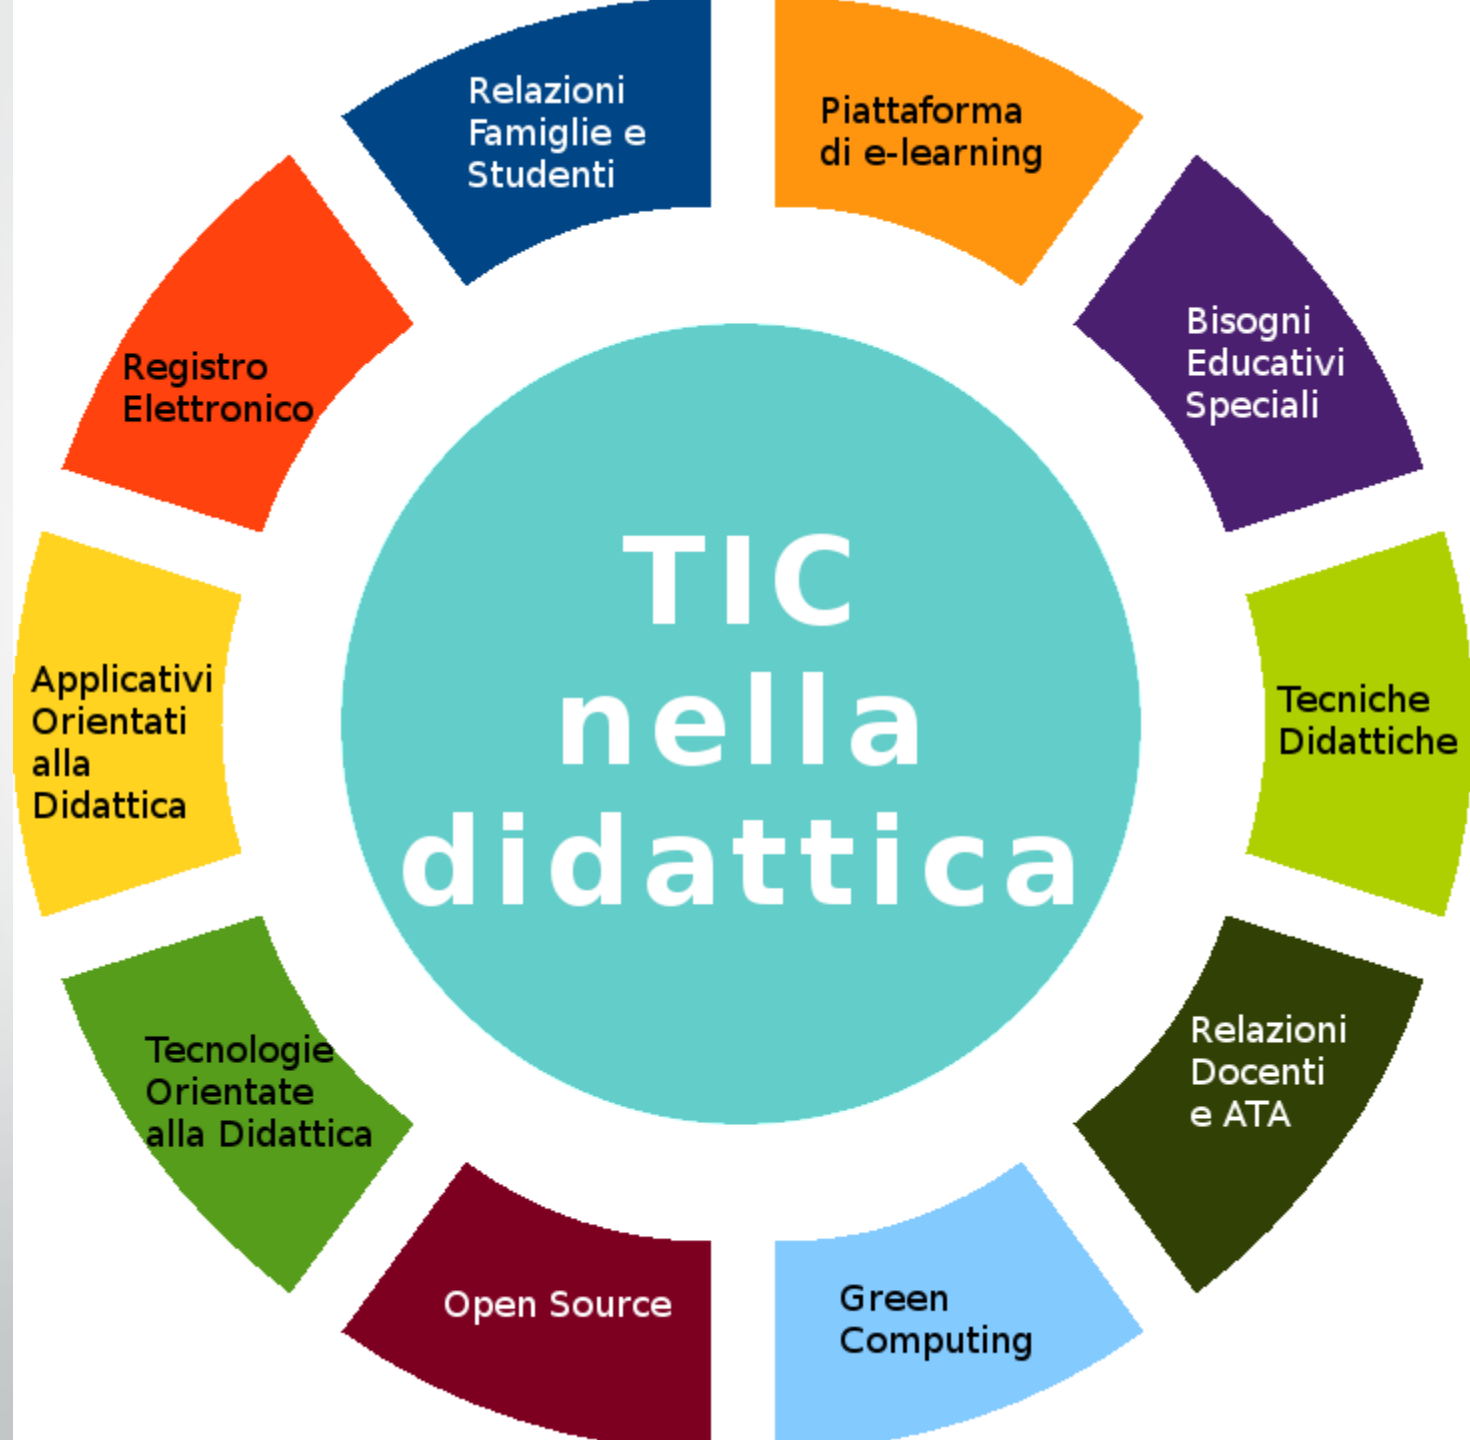 Relazioni
Famiglie e
Studenti
Piattaforma
di e-learning
Bisogni
Educativi
Speciali
Tecniche
Didattiche
Relazioni
Docenti
e ATA
Green
Computing
Open Source
Tecnologie
Orientate
alla Didattica
Applicativi
Orientati
alla
Didattica
Registro
Elettronico
TIC
nella
didattica